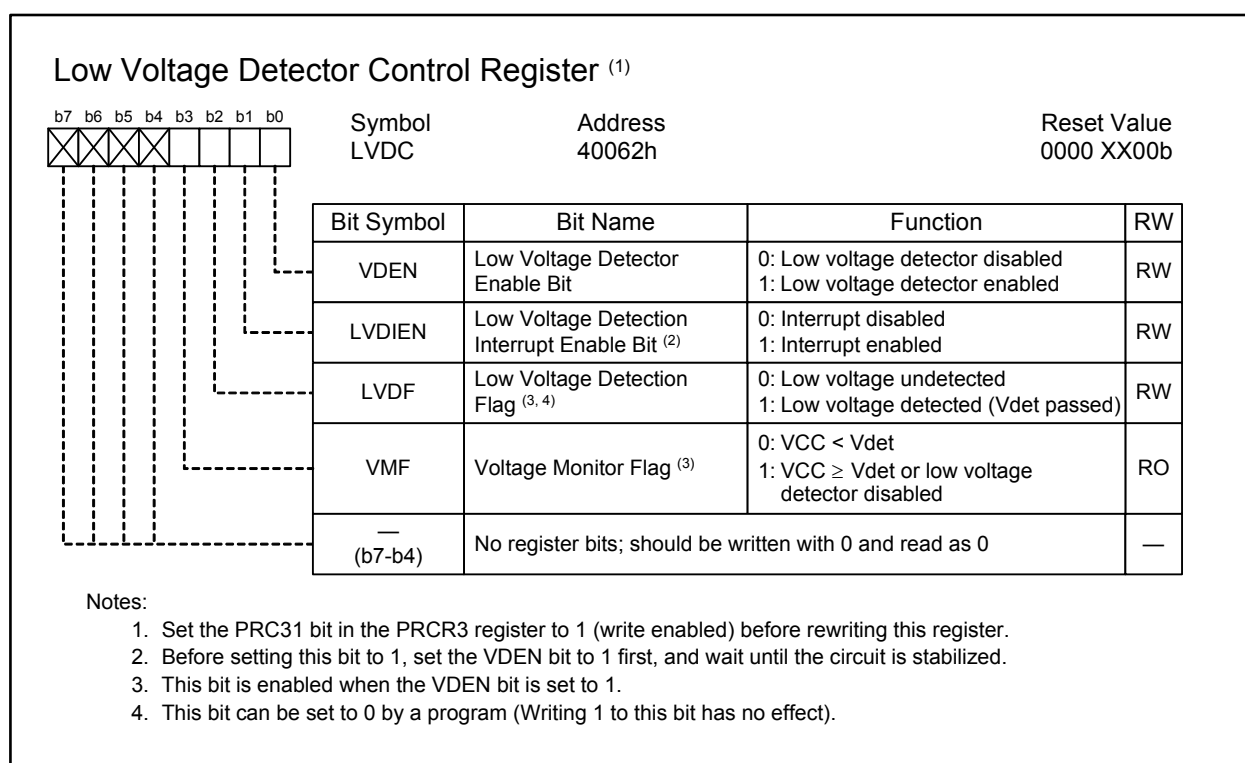 Low Voltage Detector Control Register (1)
b7 b6 b5 b4 b3 b2 b1 b0
Symbol Address Reset Value
LVDC 40062h 0000 XX00b
Bit Symbol Bit Name Function RW
VDEN Low Voltage Detector Enable Bit 0: Low voltage detector disabled RW
1: Low voltage detector enabled
LVDIEN Low Voltage Detection Interrupt Enable Bit (2) 0: Interrupt disabled RW
1: Interrupt enabled
LVDF Low Voltage Detection Flag (3, 4) 0: Low voltage undetected RW
1: Low voltage detected (Vdet passed)
VMF Voltage Monitor Flag (3) 0: VCC < Vdet RO
1: VCC ≥ Vdet or low voltage
detector disabled
— (b7-b4) No register bits; should be written with 0 and read as 0 —
Notes:
1. Set the PRC31 bit in the PRCR3 register to 1 (write enabled) before rewriting this register.
2. Before setting this bit to 1, set the VDEN bit to 1 first, and wait until the circuit is stabilized.
3. This bit is enabled when the VDEN bit is set to 1.
4. This bit can be set to 0 by a program (Writing 1 to this bit has no effect).